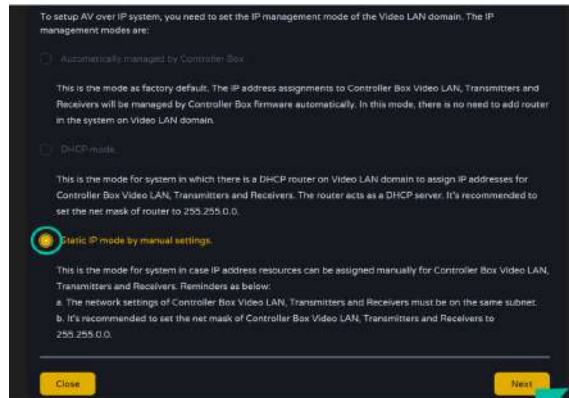 To setup AV over IP system, you need to set the IP management mode of the Video LAN domain. The IP
management modes are:
Automatically managed by Controller Box
This is the mode as factory default. The IP address assignments to Controller Box Video LAN, Transmitters and
Receivers will be managed by Controller Box firmware automatically. In this mode, there is no need to add router
in the system on Video LAN domain.
DHCP mode.
This is the mode for system in which there is a DHCP router on Video LAN domain to assign IP addresses for
Controller Box Video LAN, Transmitters and Receivers. The router acts as a DHCP server. It's recommended to
set the net mask of router to 255.255.0.0.
Static IP mode by manual settings.
This is the mode for system in case IP address resources can be assigned manually for Controller Box Video LAN,
Transmitters and Receivers. Reminders as below:
a. The network settings of Controller Box Video LAN, Transmitters and Receivers must be on the same subnet.
b. It's recommended to set the net mask of Controller Box Video LAN, Transmitters and Receivers to
255.255.0.0.
Close
Next